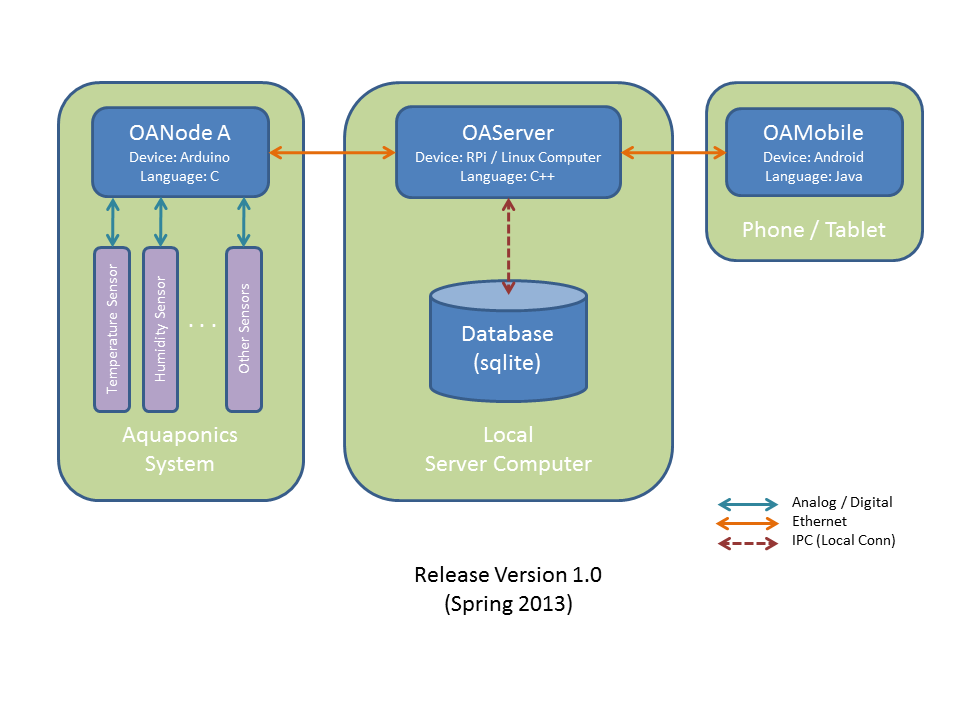 OANode A
Device: Arduino
Language: C
Temperature Sensor
Humidity Sensor
. . .
Other Sensors
Aquaponics
System
OAServer
Device: RPi / Linux Computer
Language: C++
Database
(sqlite)
Local
Server Computer
OAMobile
Device: Android
Language: Java
Phone / Tablet
Analog / Digital
Ethernet
IPC (Local Conn)
Release Version 1.0
(Spring 2013)